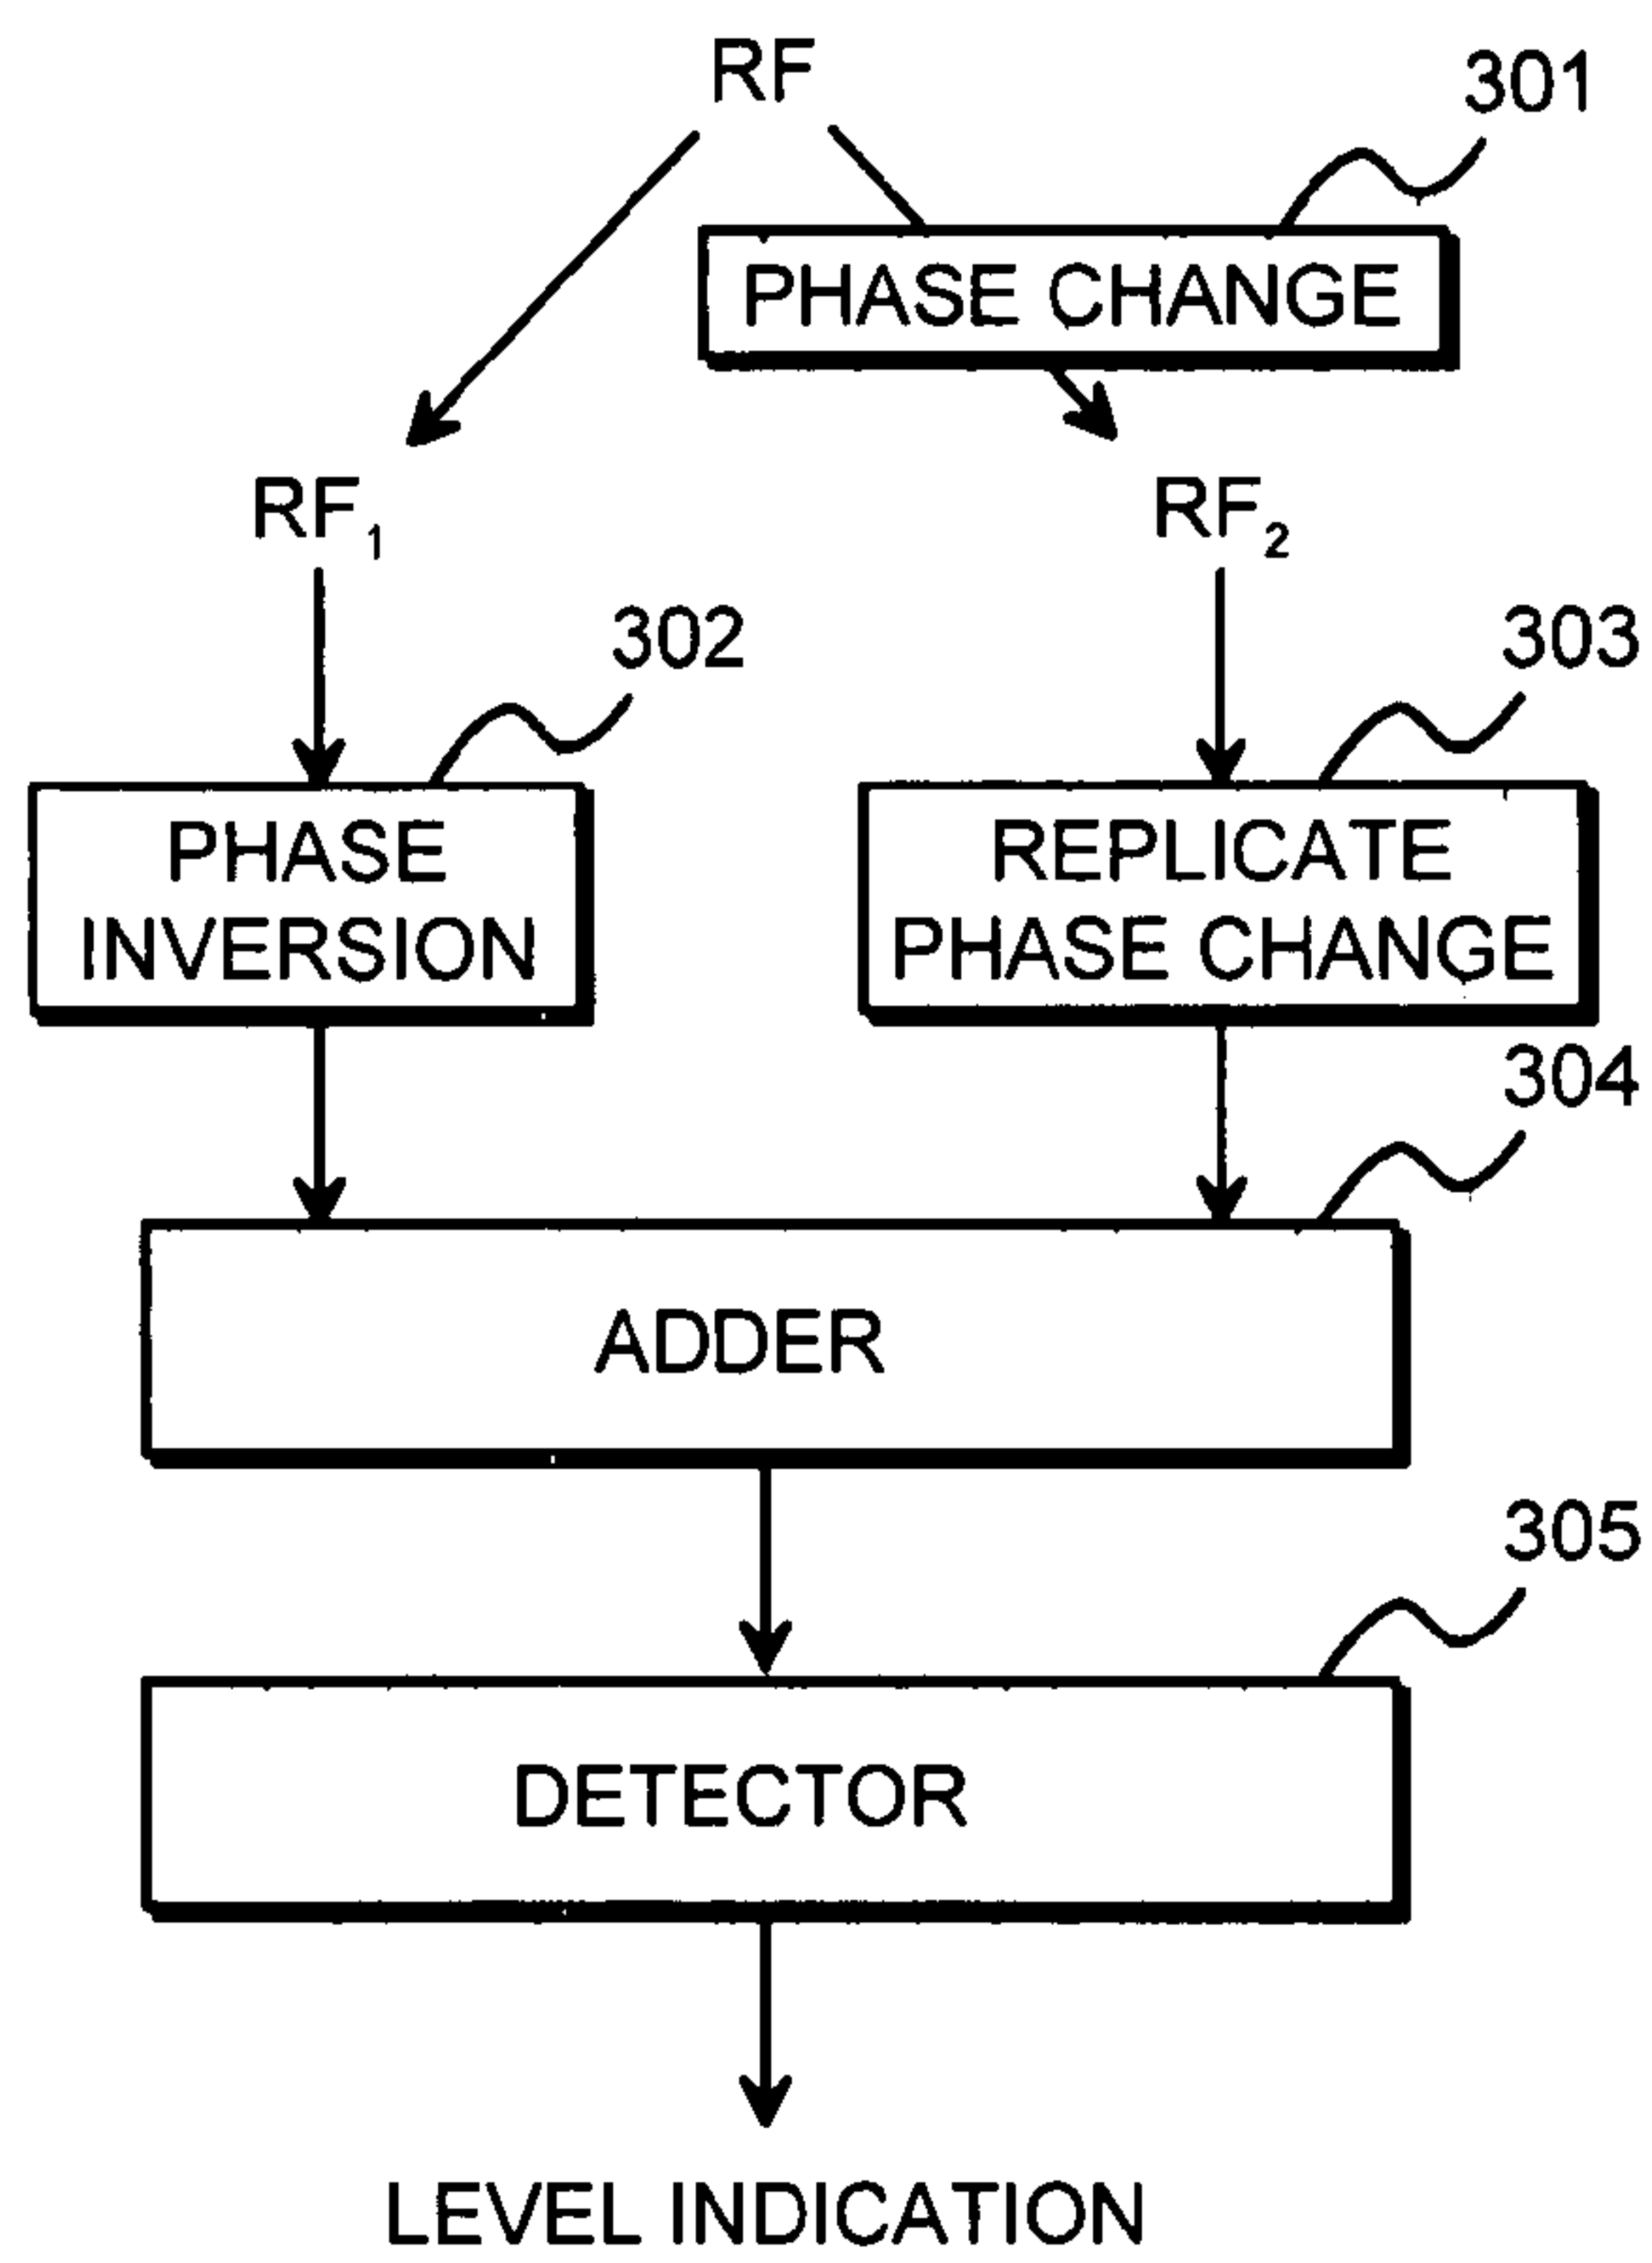 RF
301
PHASE CHANGE
RF1
RF2
302
303
PHASE
INVERSION
REPLICATE
PHASE CHANGE
304
ADDER
305
DETECTOR
LEVEL INDICATION